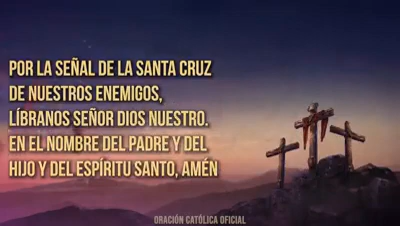 POR LA SEÑAL DE LA SANTA CRUZ
DE NUESTROS ENEMIGOS,
LÍBRANOS SEÑOR DIOS NUESTRO.
EN EL NOMBRE DEL PADRE Y DEL
HIJO Y DEL ESPÍRITU SANTO, AMÉN
ORACIÓN CATÓLICA OFICIAL